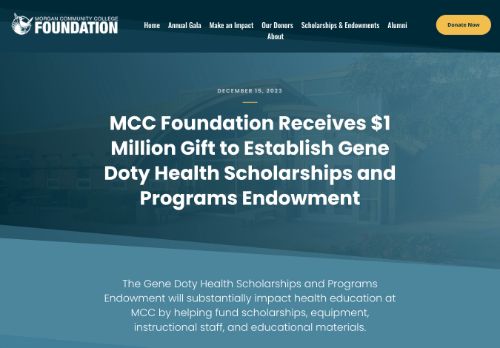 MORGAN COMMUNITY COLLEGE
FOUNDATION
Home Annual Gala Make an Impact Our Donors Scholarships & Endowments Alumni
About
Donate Now
DECEMBER 15, 2023
MCC Foundation Receives $1
Million Gift to Establish Gene
Doty Health Scholarships and
Programs Endowment
The Gene Doty Health Scholarships and Programs
Endowment will substantially impact health education at
MCC by helping fund scholarships, equipment,
instructional staff, and educational materials.